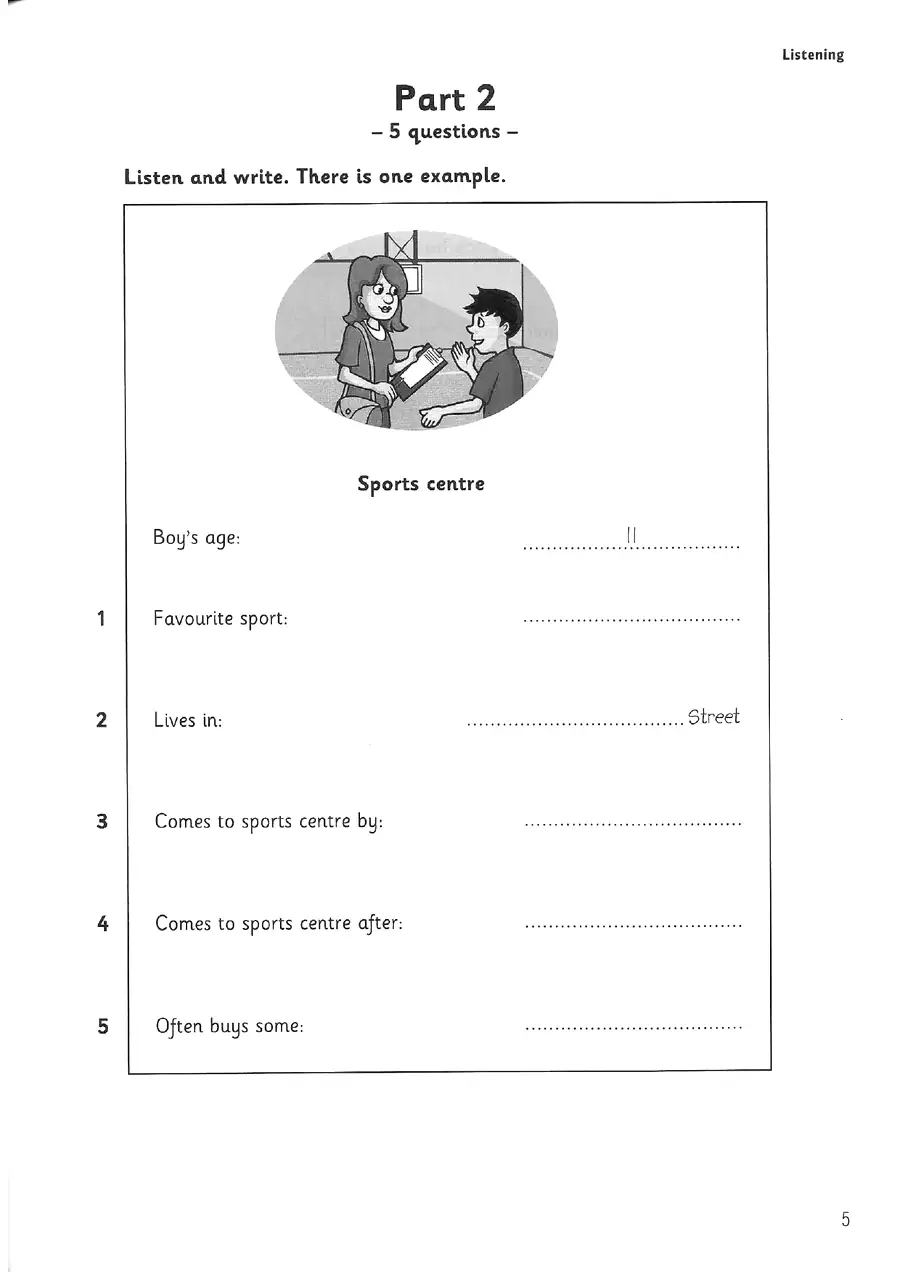 Listening
Part 2
– 5 questions –
Listen and write. There is one example.
Sports centre
Boy's age: 11
1 Favourite sport:
2 Lives in: Street
3 Comes to sports centre by:
4 Comes to sports centre after:
5 Often buys some:
5